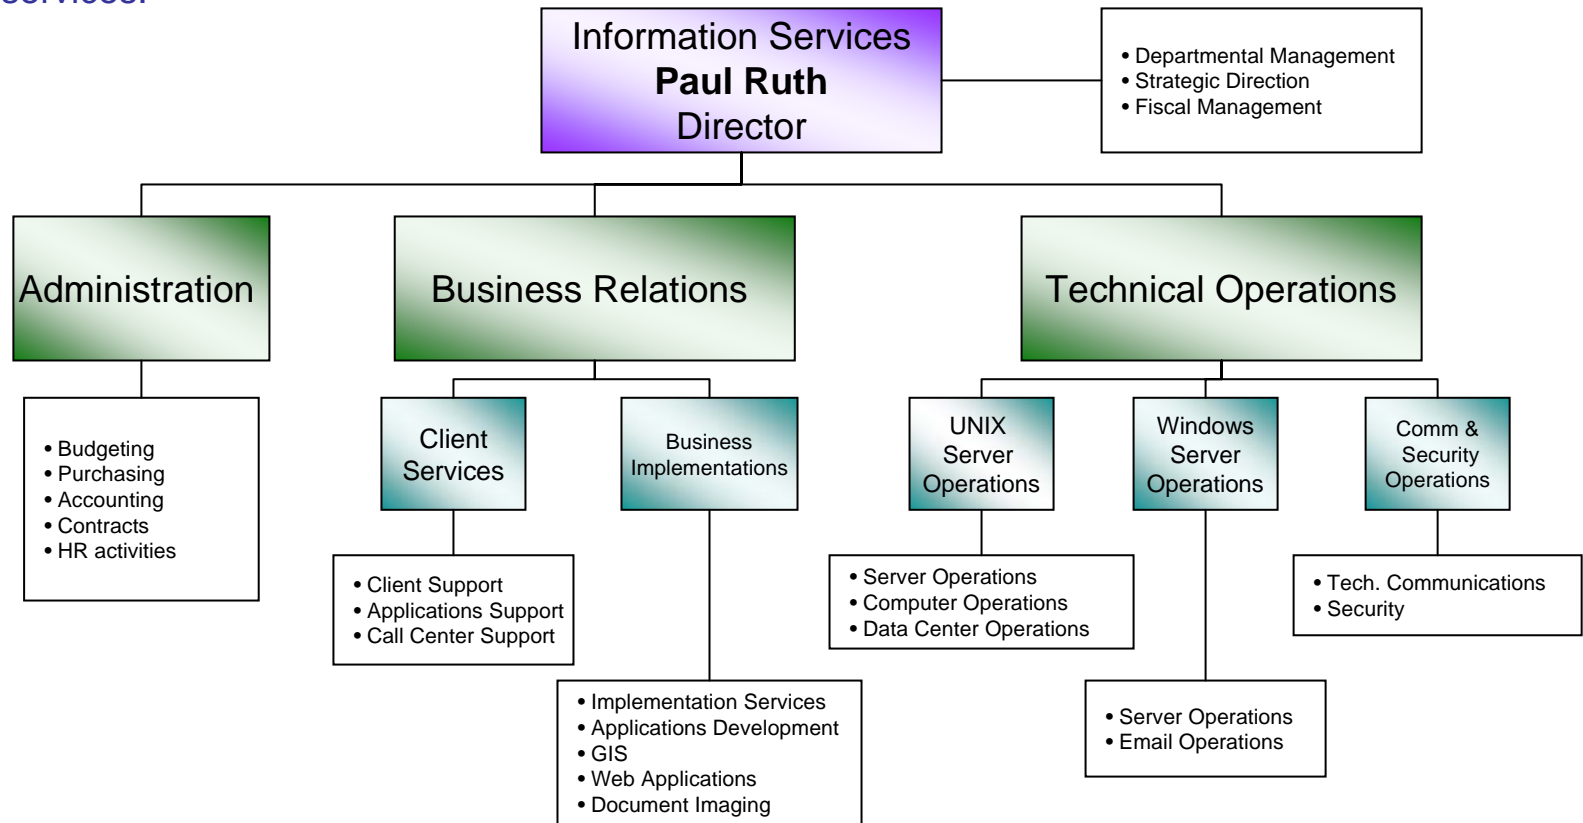 services.
Information Services
Paul Ruth
Director
• Departmental Management
• Strategic Direction
• Fiscal Management
Administration
Business Relations
Technical Operations
• Budgeting
• Purchasing
• Accounting
• Contracts
• HR activities
Client
Services
Business
Implementations
UNIX
Server
Operations
Windows
Server
Operations
Comm &
Security
Operations
• Client Support
• Applications Support
• Call Center Support
• Implementation Services
• Applications Development
• GIS
• Web Applications
• Document Imaging
• Server Operations
• Computer Operations
• Data Center Operations
• Server Operations
• Email Operations
• Tech. Communications
• Security